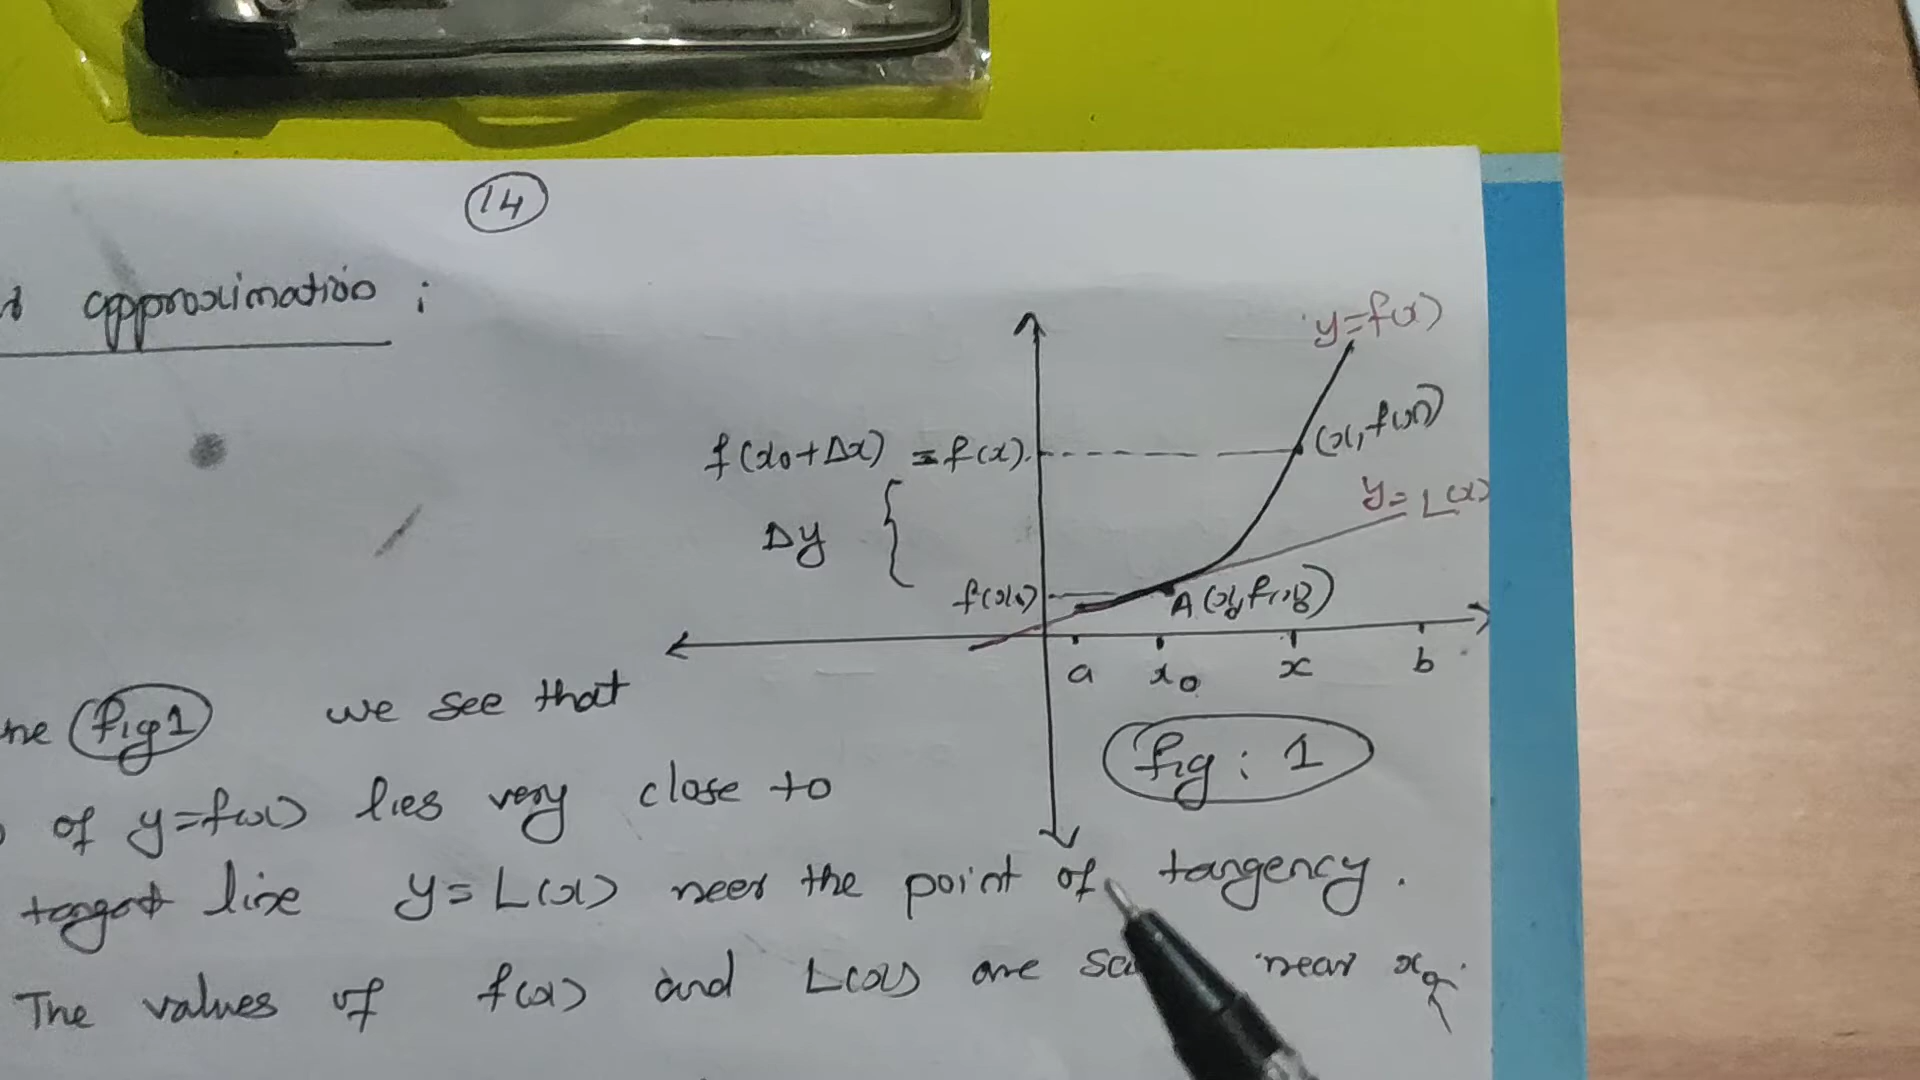 14
approximation :
y=f(x)
(x, f(x))
f(x0+Δx) = f(x)
y= L(x)
Δy {
f(x0)
A (x0, f(x0))
a x0 x b
fig 1 we see that
fig : 1
of y=f(x) lies very close to
tangent line y= L(x) near the point of tangency.
The values of f(x) and L(x) are near x0.